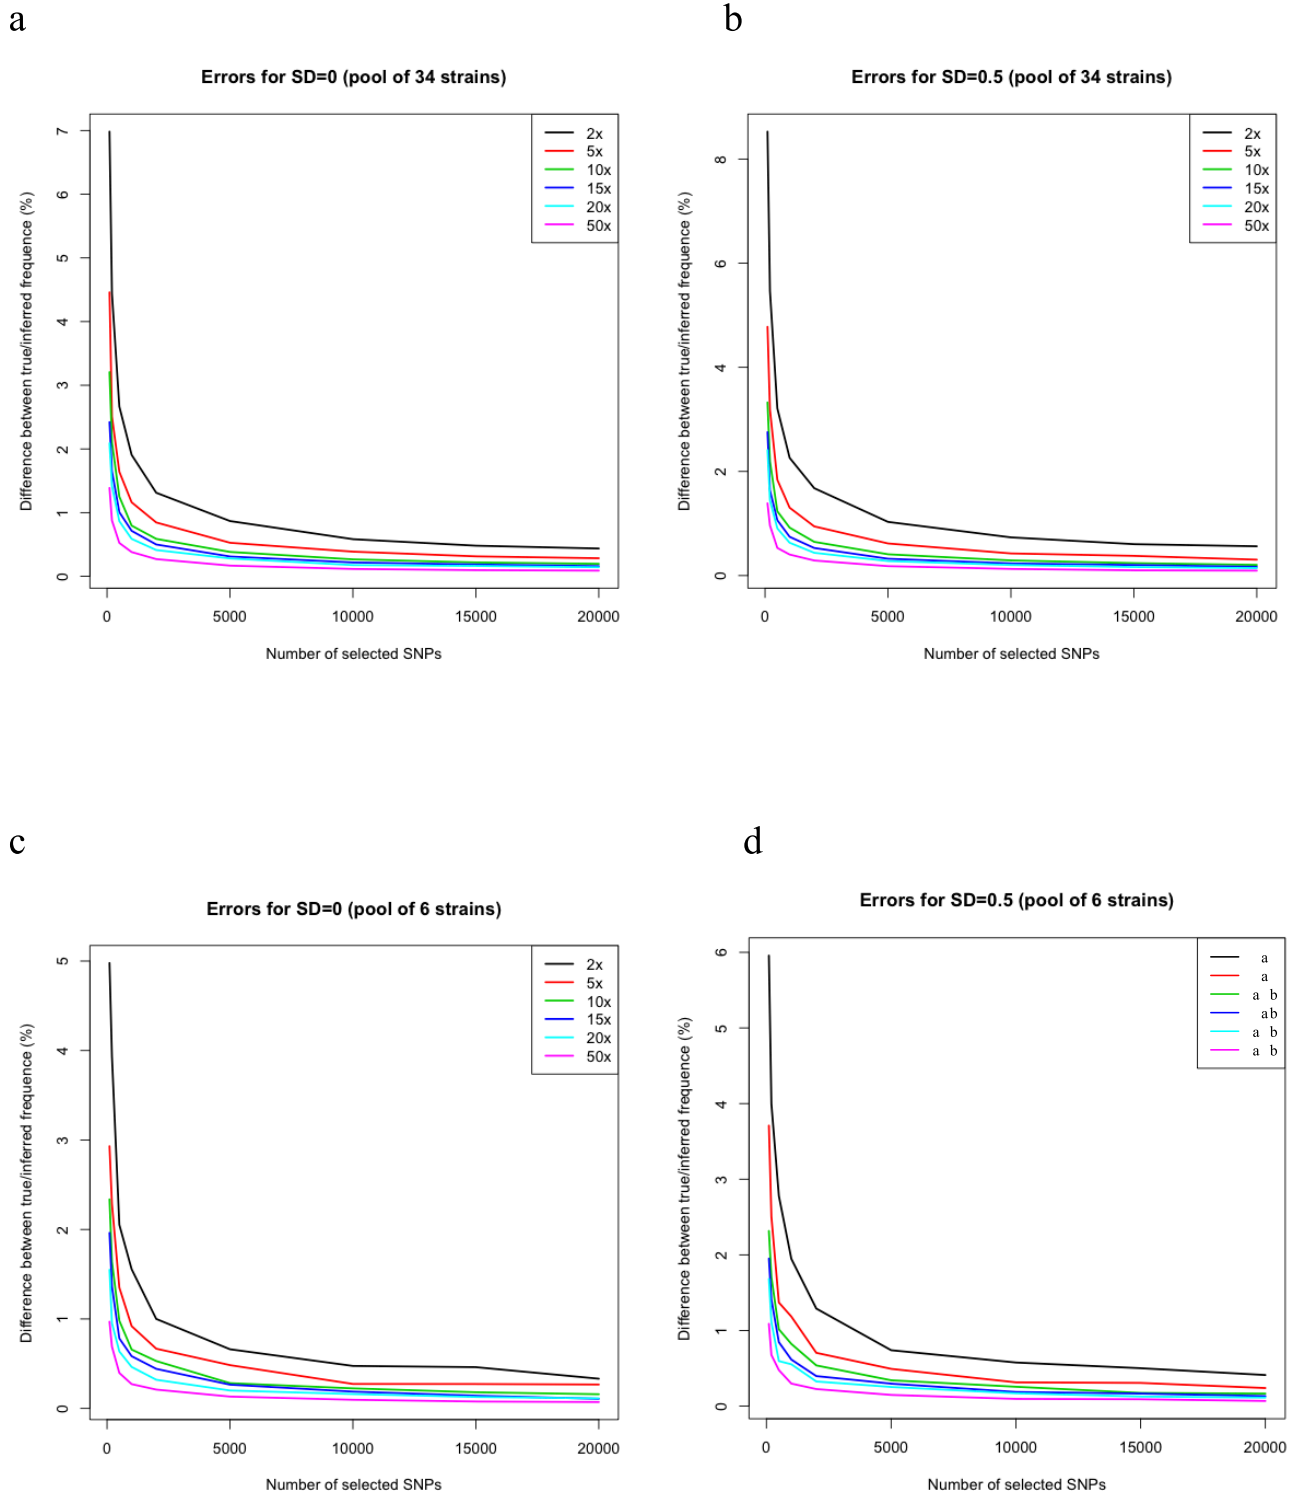 a
b
Errors for SD=0 (pool of 34 strains)
Errors for SD=0.5 (pool of 34 strains)
Difference between true/inferred frequence (%)
7
6
5
4
3
2
1
0
2x
5x
10x
15x
20x
50x
0 5000 10000 15000 20000
Number of selected SNPs
Difference between true/inferred frequence (%)
8
6
4
2
0
2x
5x
10x
15x
20x
50x
0 5000 10000 15000 20000
Number of selected SNPs
c
d
Errors for SD=0 (pool of 6 strains)
Errors for SD=0.5 (pool of 6 strains)
Difference between true/inferred frequence (%)
5
4
3
2
1
0
2x
5x
10x
15x
20x
50x
0 5000 10000 15000 20000
Number of selected SNPs
Difference between true/inferred frequence (%)
6
5
4
3
2
1
0
a
a
a b
ab
a b
a b
0 5000 10000 15000 20000
Number of selected SNPs